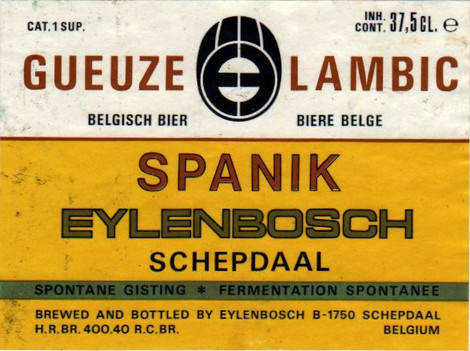 CAT.1 SUP.
INH. CONT. 37,5 CL. ℮
GUEUZE LAMBIC
BELGISCH BIER BIERE BELGE
SPANIK
EYLENBOSCH
SCHEPDAAL
SPONTANE GISTING * FERMENTATION SPONTANEE
BREWED AND BOTTLED BY EYLENBOSCH B-1750 SCHEPDAAL
H.R.BR. 400.40 R.C.BR. BELGIUM